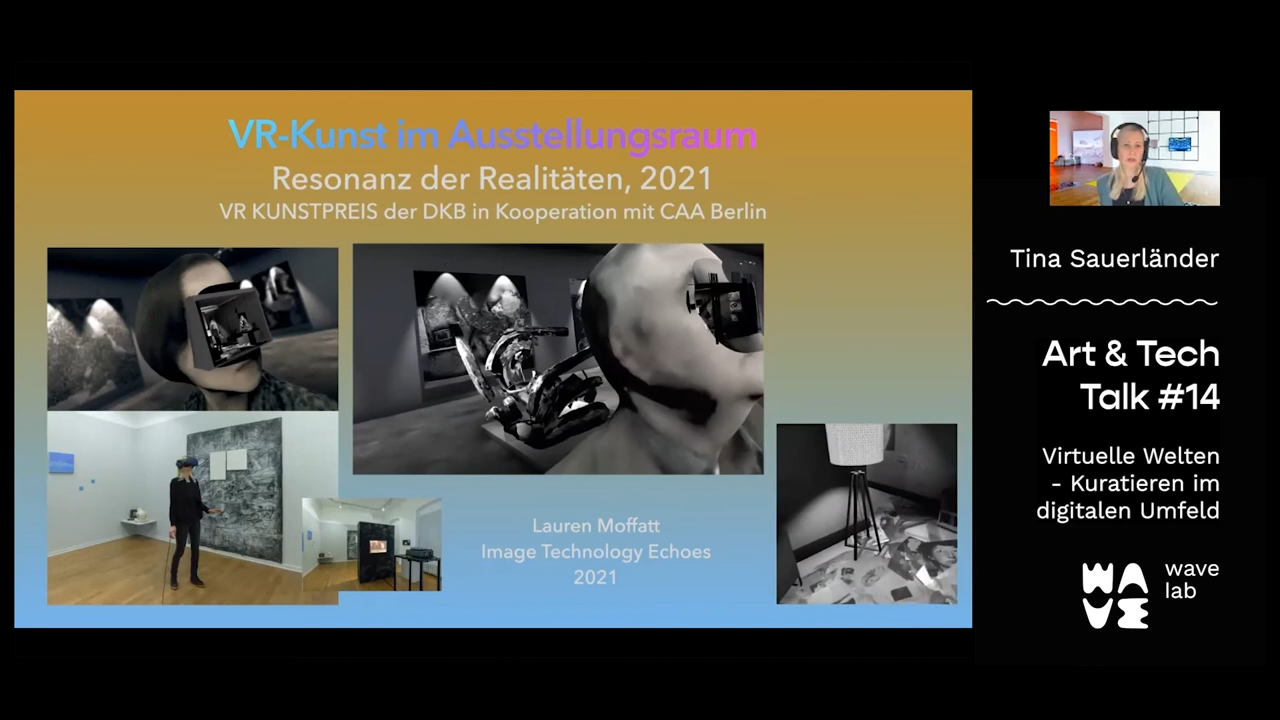 VR-Kunst im Ausstellungsraum
Resonanz der Realitäten, 2021
VR KUNSTPREIS der DKB in Kooperation mit CAA Berlin
Lauren Moffatt
Image Technology Echoes
2021
Tina Sauerländer
Art & Tech
Talk #14
Virtuelle Welten
- Kuratieren im
digitalen Umfeld
WAVE
wave
lab